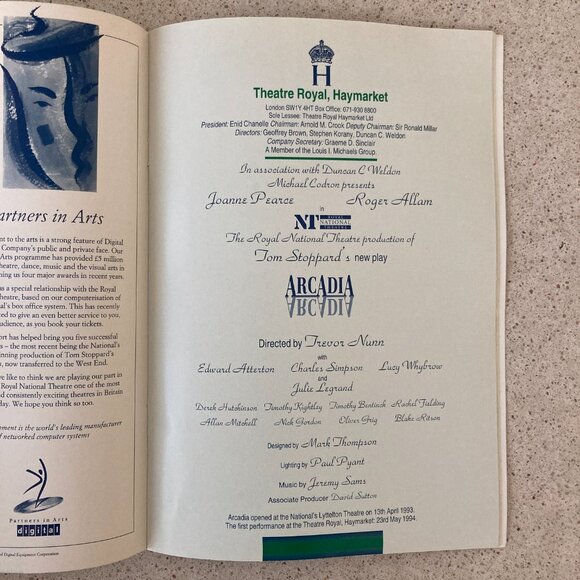 Partners in Arts
nt to the arts is a strong feature of Digital
Company's public and private face. Our
Arts programme has provided £5 million
theatre, dance, music and the visual arts in
ning us four major awards in recent years.
as a special relationship with the Royal
Theatre, based on our computerisation of
al's box office system. This has recently
ted to give an even better service to you,
udience, as you book your tickets.
ort has helped bring you five successful
s – the most recent being the National's
nning production of Tom Stoppard's
, now transferred to the West End.
e like to think we are playing our part in
Royal National Theatre one of the most
d consistently exciting theatres in Britain
day. We hope you think so too.
pment is the world's leading manufacturer
of networked computer systems
Partners in Arts
digital
of Digital Equipment Corporation
H
Theatre Royal, Haymarket
London SW1Y 4HT Box Office: 071-930 8800
Sole Lessee: Theatre Royal Haymarket Ltd
President: Enid Chanelle Chairman: Arnold M. Crook Deputy Chairman: Sir Ronald Millar
Directors: Geoffrey Brown, Stephen Korany, Duncan C. Weldon
Company Secretary: Graeme D. Sinclair
A Member of the Louis I. Michaels Group.
In association with Duncan C Weldon
Michael Codron presents
Joanne Pearce Roger Allam
in
NT ROYAL NATIONAL THEATRE
The Royal National Theatre production of
Tom Stoppard's new play
ARCADIA
ARCADIA
Directed by Trevor Nunn
with
Edward Atterton Charles Simpson Lucy Whybrow
and
Julie Legrand
Derek Hutchinson Timothy Kightley Timothy Bentinck Rachel Fielding
Allan Mitchell Nick Gordon Oliver Grig Blake Ritson
Designed by Mark Thompson
Lighting by Paul Pyant
Music by Jeremy Sams
Associate Producer David Sutton
Arcadia opened at the National's Lyttelton Theatre on 13th April 1993.
The first performance at the Theatre Royal, Haymarket: 23rd May 1994.